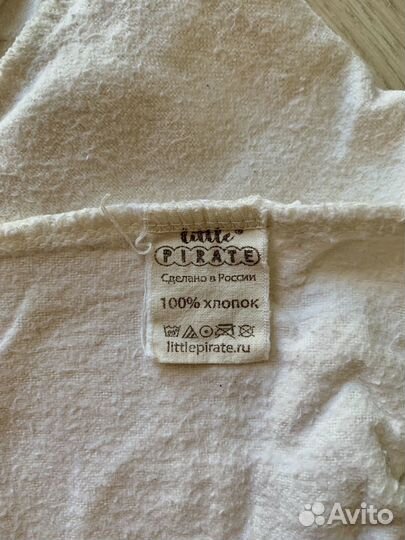 little
PIRATE
Сделано в России
100% хлопок
littlepirate.ru
Avito